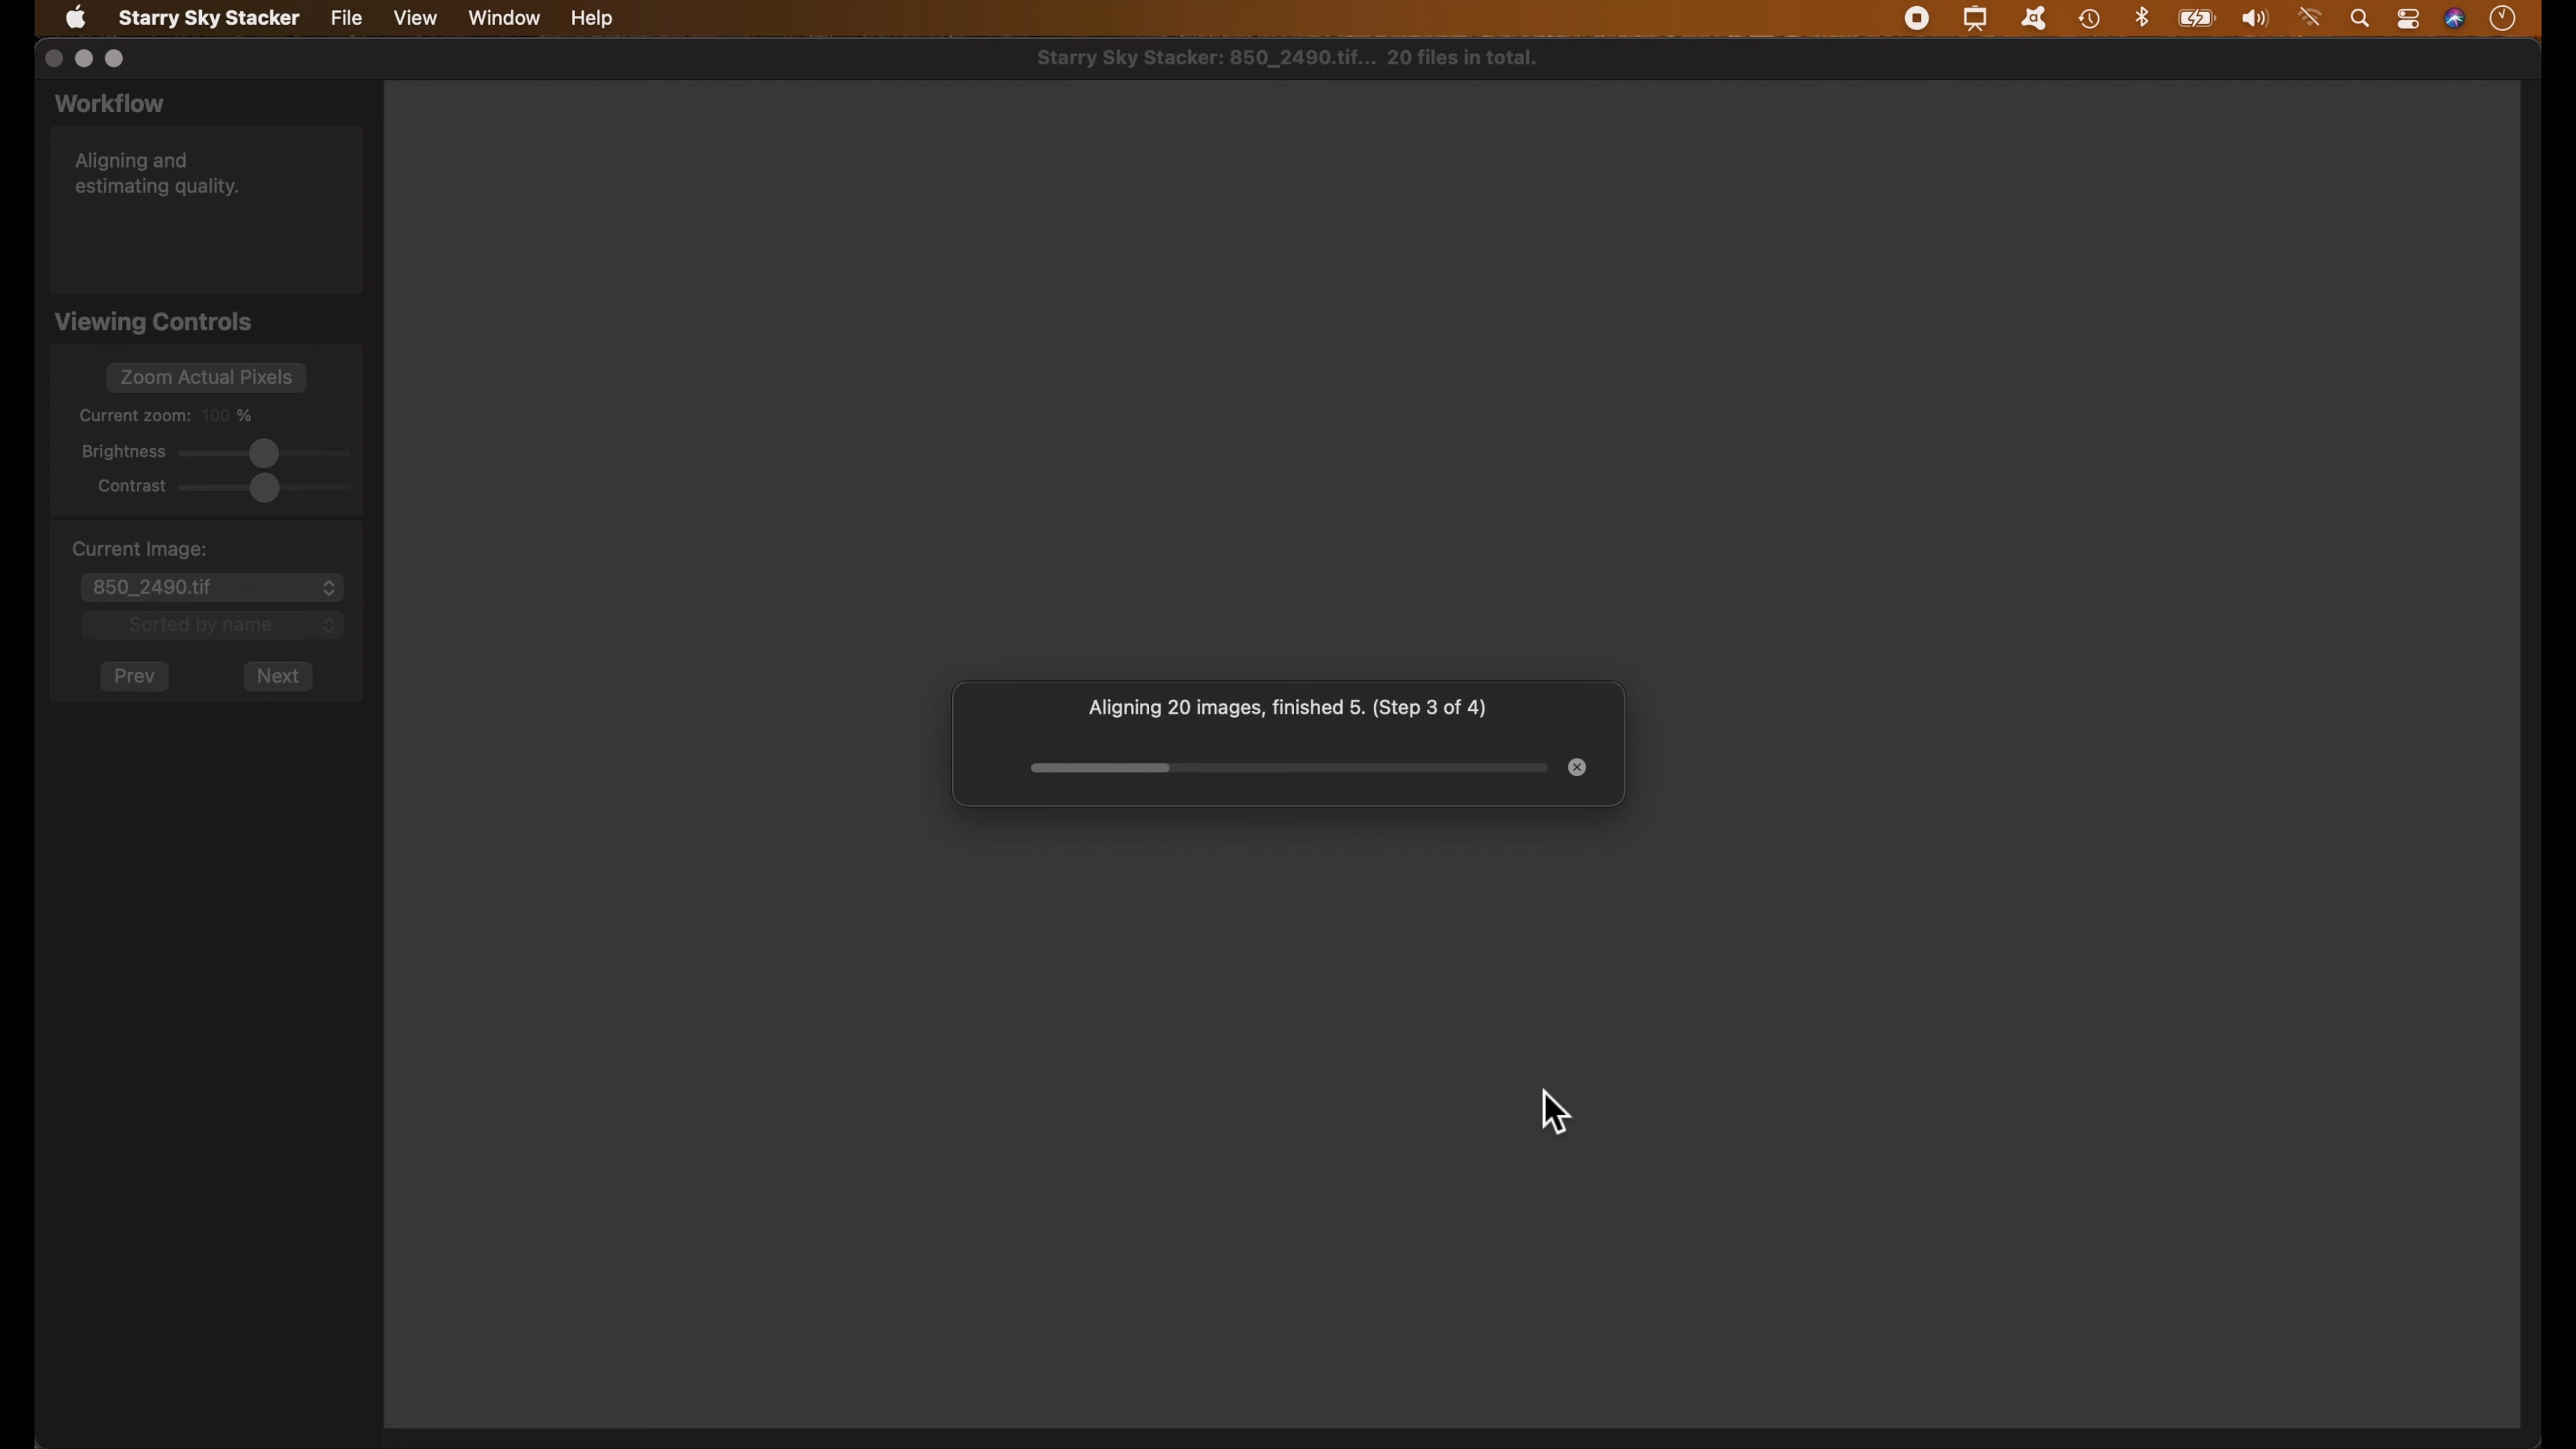 Starry Sky Stacker File View Window Help
Starry Sky Stacker: 850_2490.tif... 20 files in total.
Workflow
Aligning and
estimating quality.
Viewing Controls
Zoom Actual Pixels
Current zoom: 100 %
Brightness
Contrast
Current Image:
850_2490.tif
Sorted by name
Prev Next
Aligning 20 images, finished 5. (Step 3 of 4)